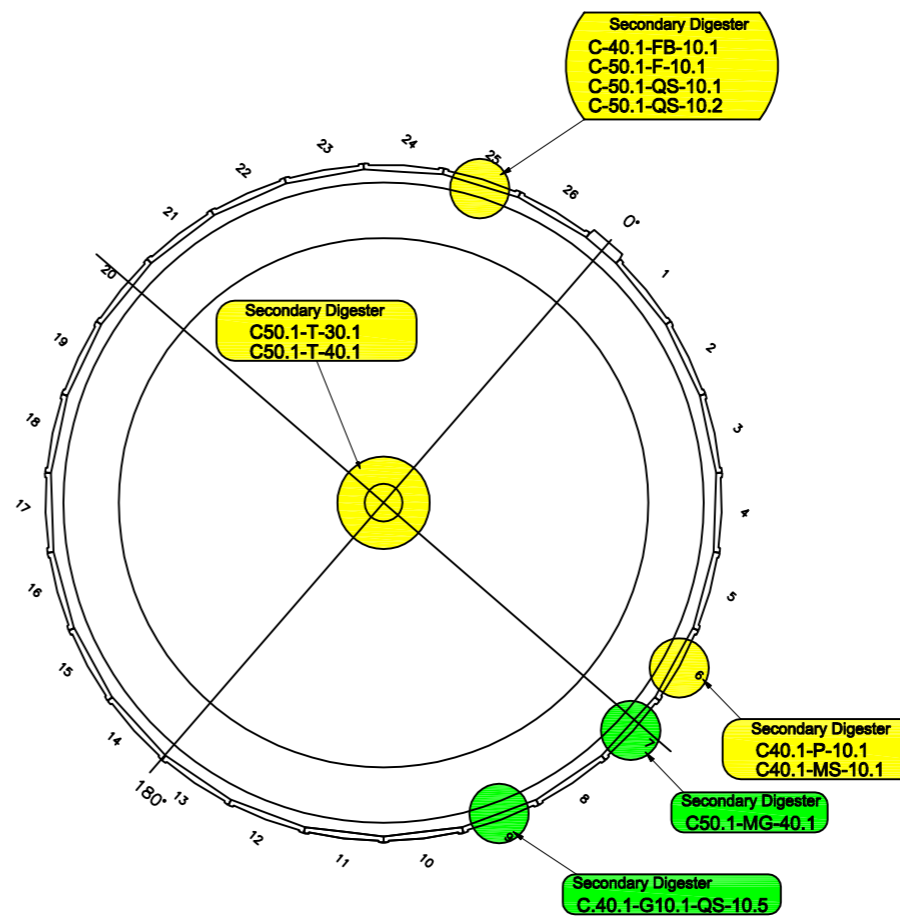 Secondary Digester
C-40.1-FB-10.1
C-50.1-F-10.1
C-50.1-QS-10.1
C-50.1-QS-10.2
24
25
23
22
26
21
0°
20
1
Secondary Digester
C50.1-T-30.1
C50.1-T-40.1
19
2
18
3
17
4
16
5
15
6
14
7
Secondary Digester
C40.1-P-10.1
C40.1-MS-10.1
180°
13
8
Secondary Digester
C50.1-MG-40.1
12
9
11
10
Secondary Digester
C.40.1-G10.1-QS-10.5